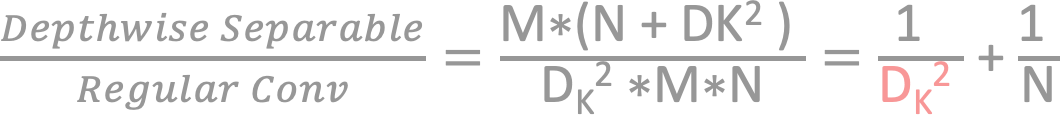 Depthwise Separable / Regular Conv = M*(N + DK² ) / D_K² *M*N = 1 / D_K² + 1 / N